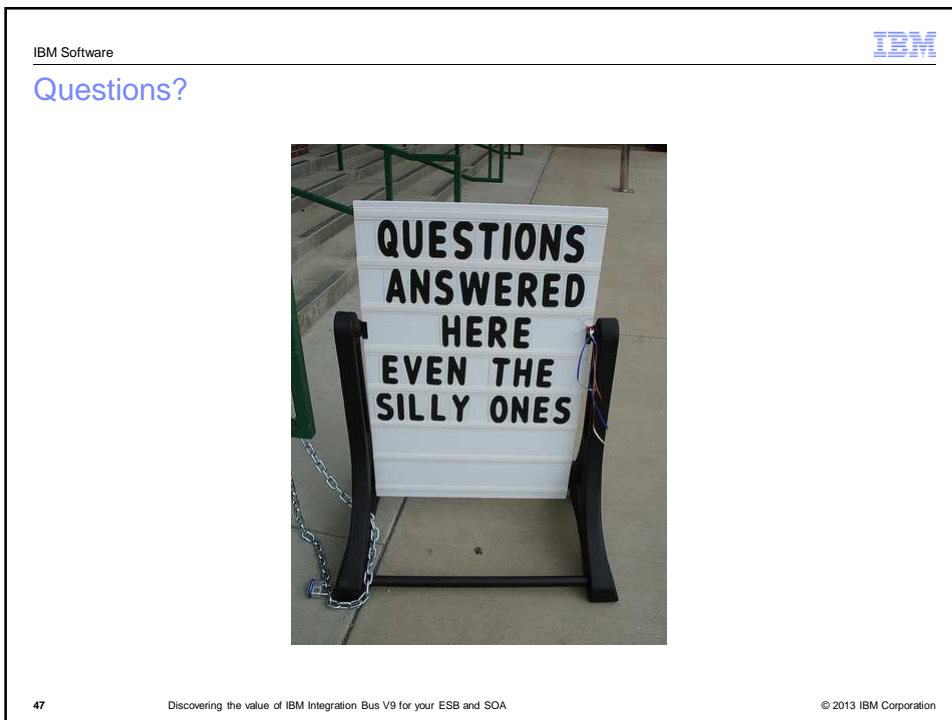 IBM Software
IBM
Questions?
QUESTIONS
ANSWERED
HERE
EVEN THE
SILLY ONES
47 Discovering the value of IBM Integration Bus V9 for your ESB and SOA © 2013 IBM Corporation